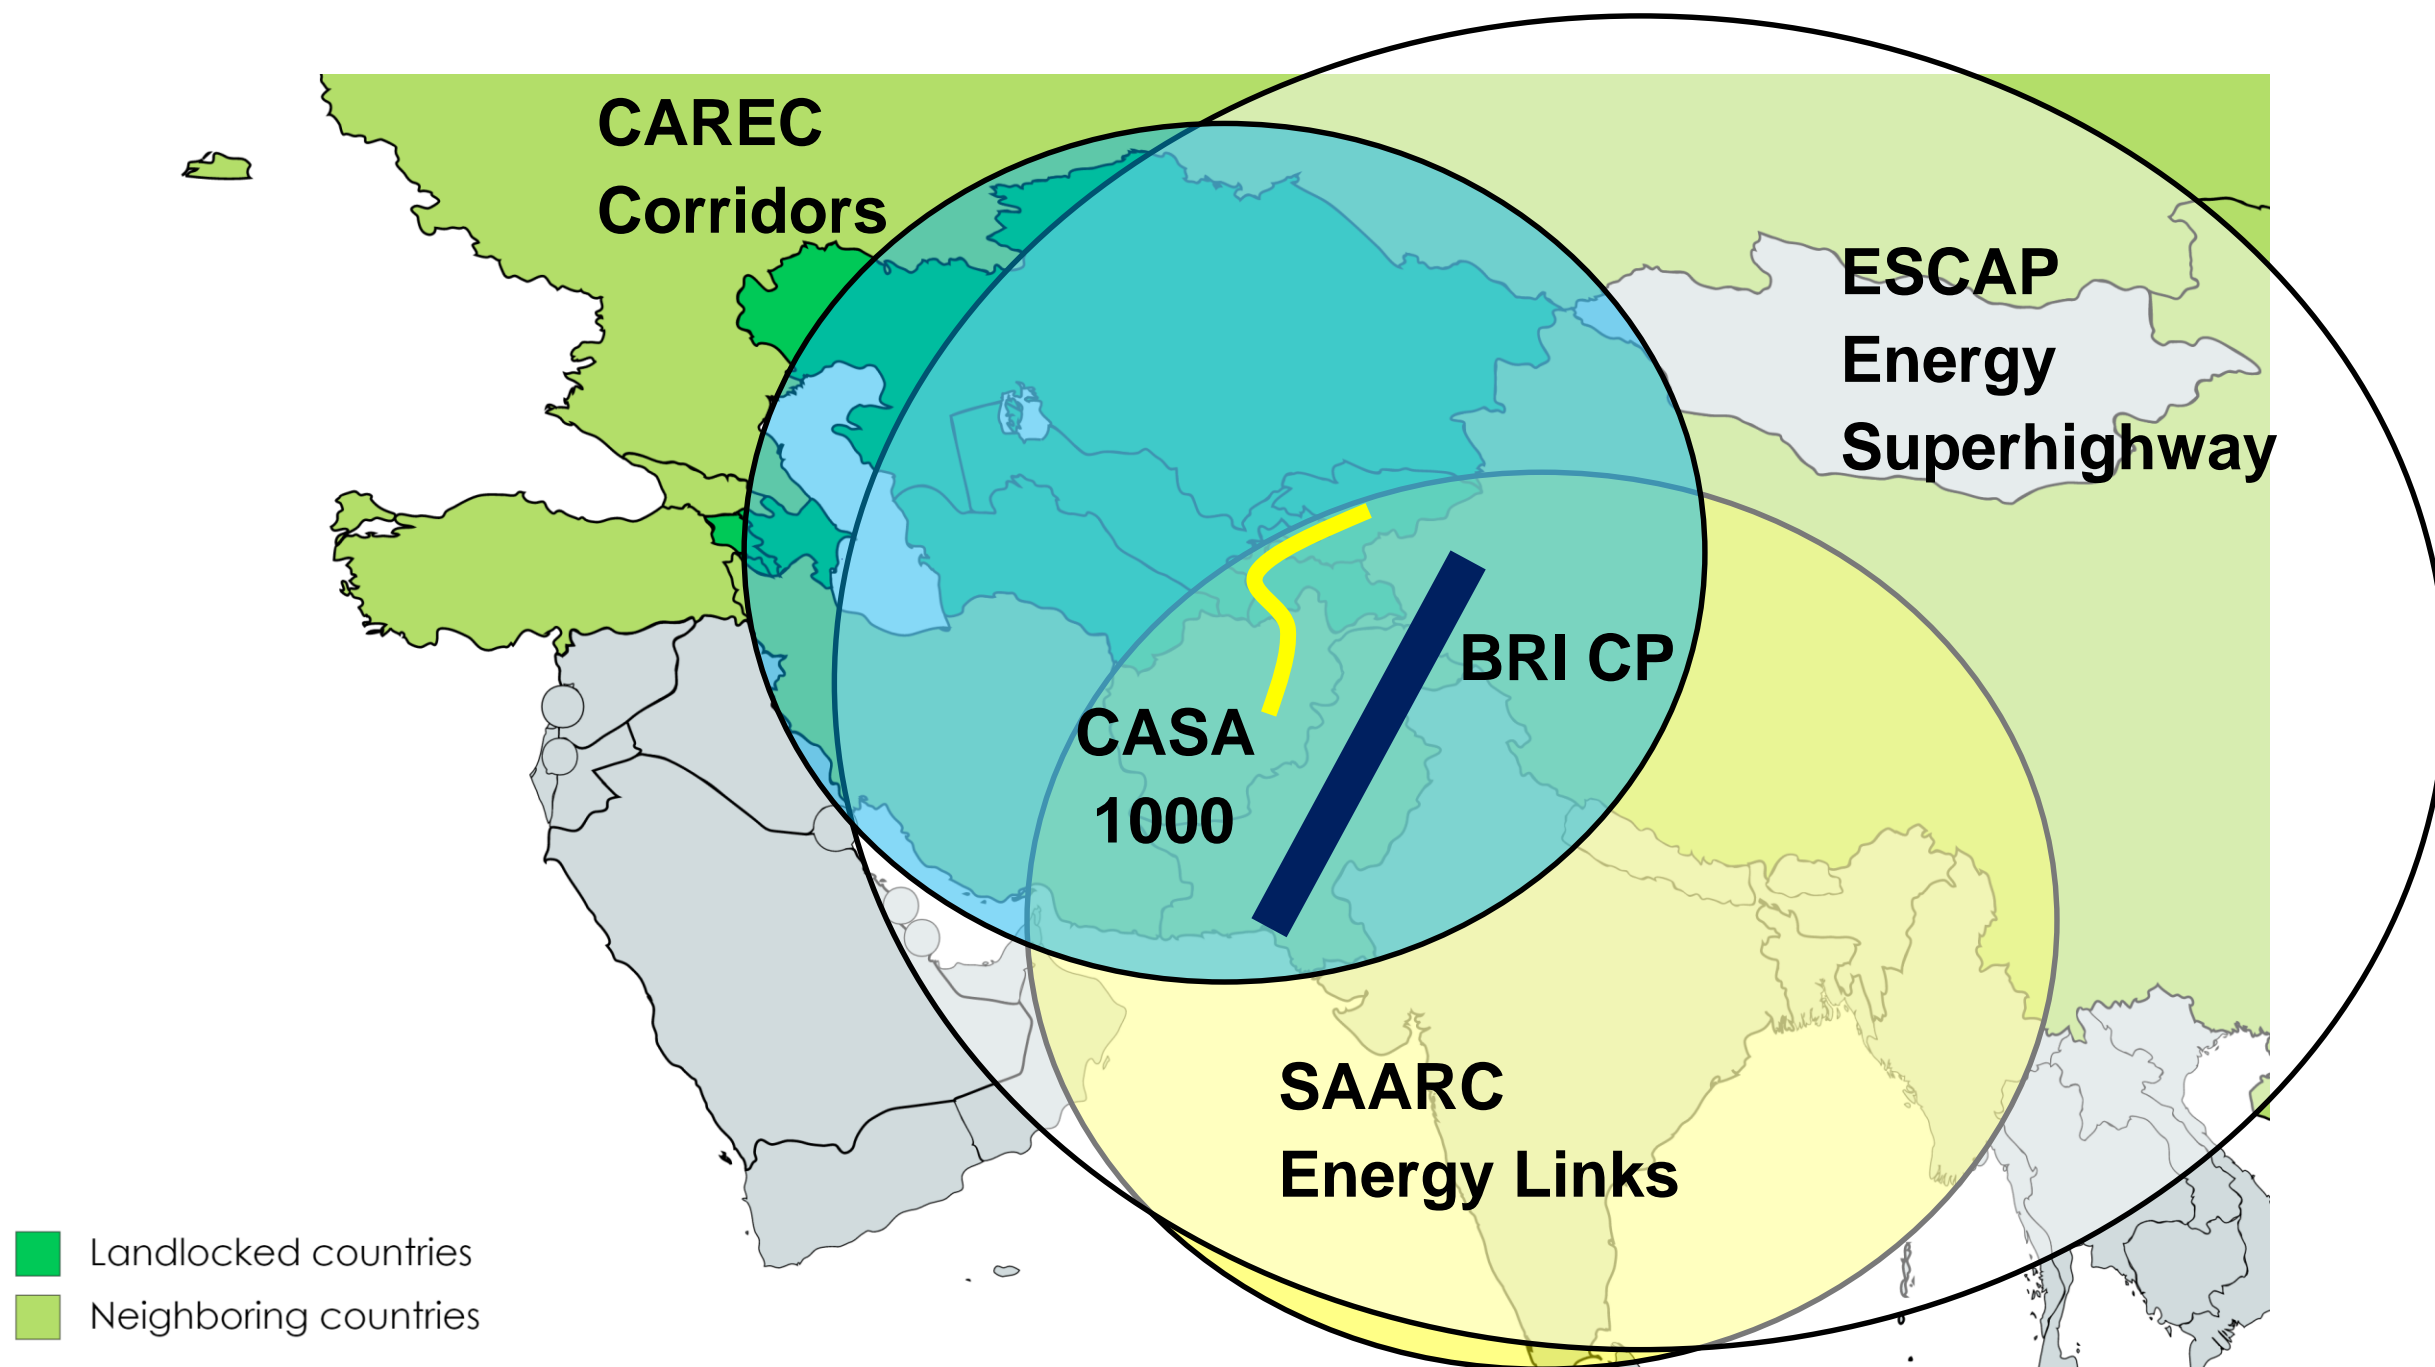 CAREC
Corridors
ESCAP
Energy
Superhighway
BRI CP
CASA
1000
SAARC
Energy Links
Landlocked countries
Neighboring countries